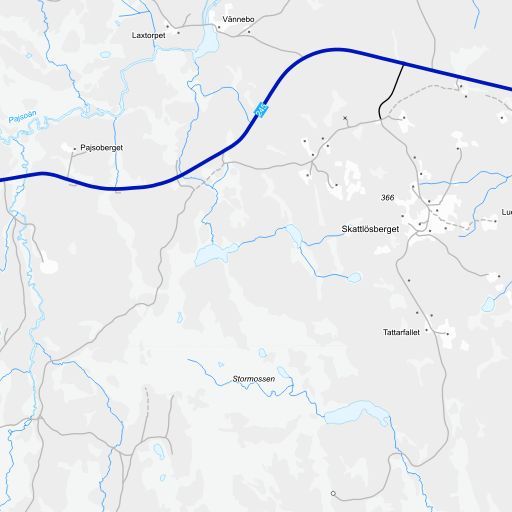 Vännebo
Laxtorpet
Pajsoån
Pajsoberget
366
Skattlösberget
Tattarfallet
Stormossen